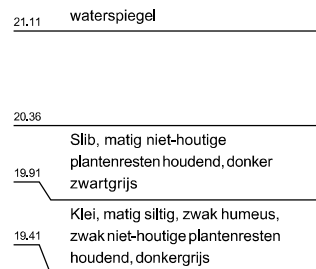 21.11 waterspiegel
20.36
Slib, matig niet-houtige
plantenresten houdend, donker
19.91 zwartgrijs
Klei, matig siltig, zwak humeus,
19.41 zwak niet-houtige plantenresten
houdend, donkergrijs